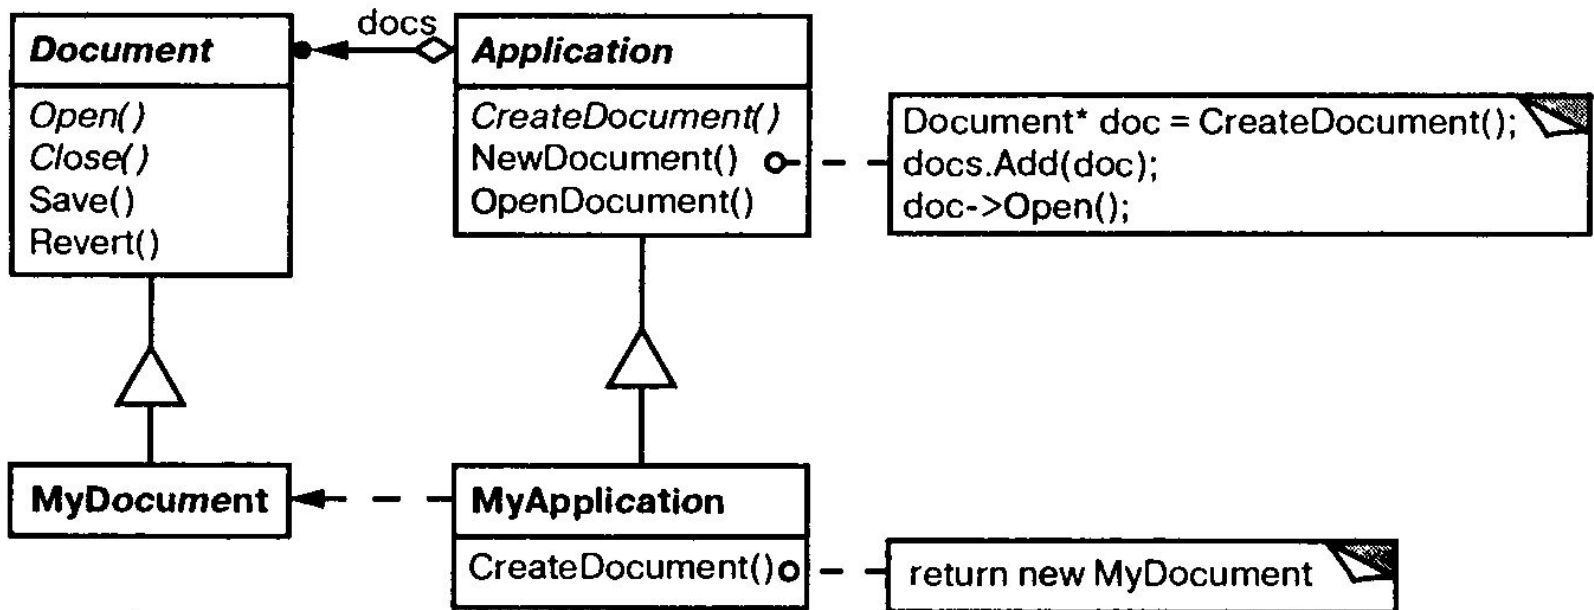 Document
Open()
Close()
Save()
Revert()
docs
Application
CreateDocument()
NewDocument()
OpenDocument()
Document* doc = CreateDocument();
docs.Add(doc);
doc->Open();
MyDocument
MyApplication
CreateDocument()
return new MyDocument